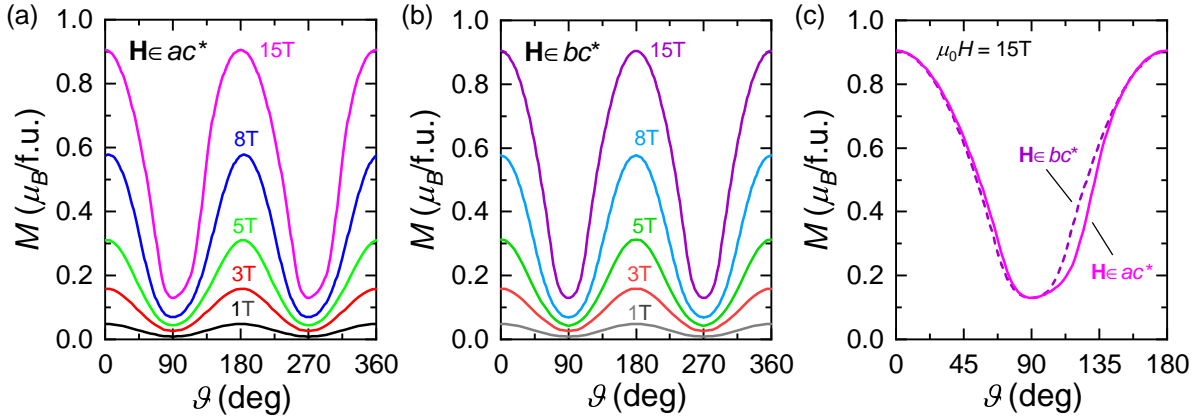 (a)
M (μB/f.u.)
1.0
0.8
0.6
0.4
0.2
0.0
H∈ ac*
15T
8T
5T
3T
1T
0 90 180 270 360
ϑ (deg)
(b)
M (μB/f.u.)
1.0
0.8
0.6
0.4
0.2
0.0
H∈ bc*
15T
8T
5T
3T
1T
0 90 180 270 360
ϑ (deg)
(c)
M (μB/f.u.)
1.0
0.8
0.6
0.4
0.2
0.0
μ0H = 15T
H∈ bc*
H∈ ac*
0 45 90 135 180
ϑ (deg)